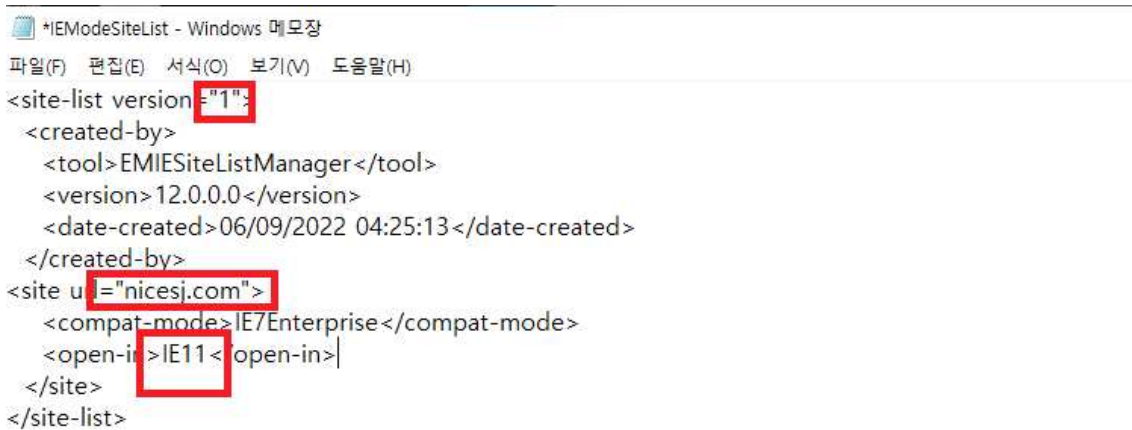 *IEModeSiteList - Windows 메모장
파일(F) 편집(E) 서식(O) 보기(V) 도움말(H)
<site-list version="1">
<created-by>
<tool>EMIESiteListManager</tool>
<version>12.0.0.0</version>
<date-created>06/09/2022 04:25:13</date-created>
</created-by>
<site url="nicesj.com">
<compat-mode>IE7Enterprise</compat-mode>
<open-in>IE11</open-in>
</site>
</site-list>